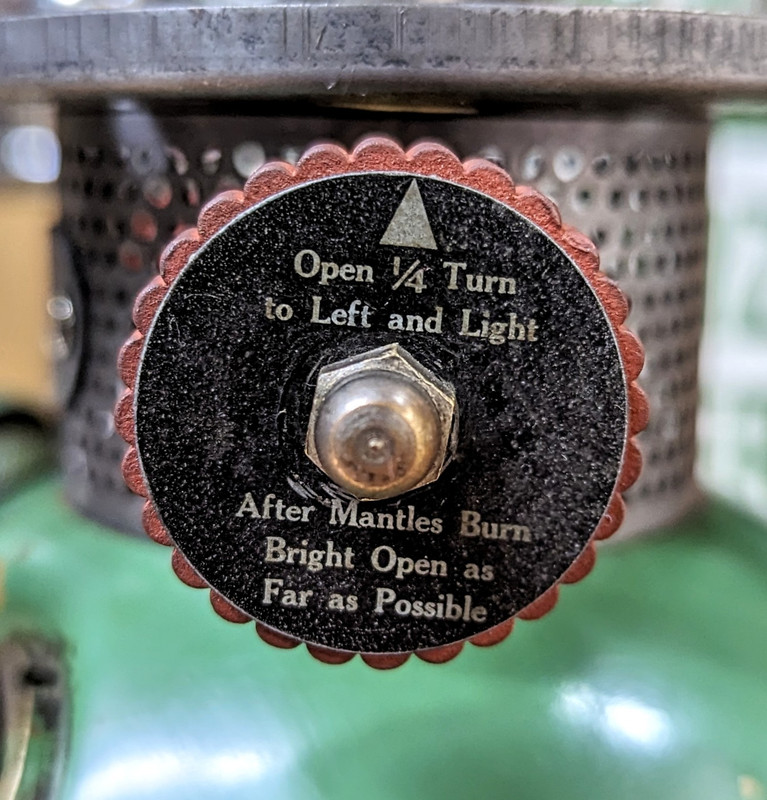 Open 1/4 Turn
to Left and Light
After Mantles Burn
Bright Open as
Far as Possible